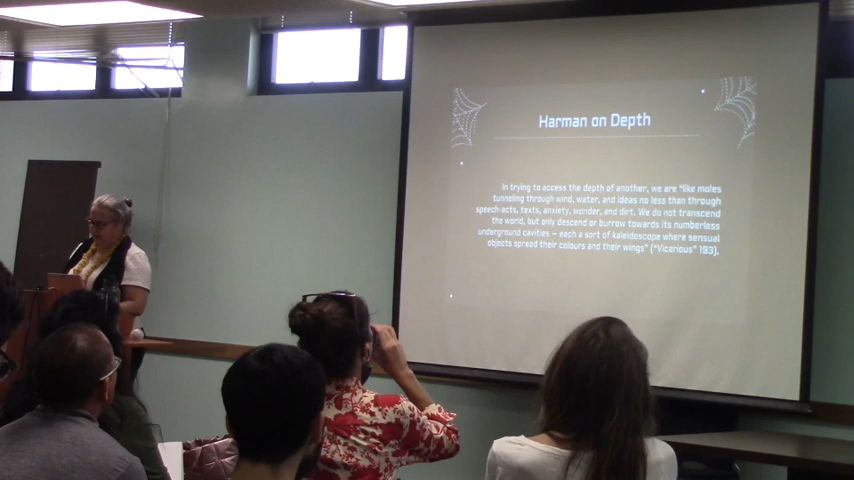 Harman on Depth
In trying to access the depth of another, we are "like moles
tunneling through wind, water, and ideas no less than through
speech-acts, texts, anxiety, wonder, and dirt. We do not transcend
the world, but only descend or burrow towards its numberless
underground cavities – each a sort of kaleidoscope where sensual
objects spread their colours and their wings" ("Vicarious" 193).